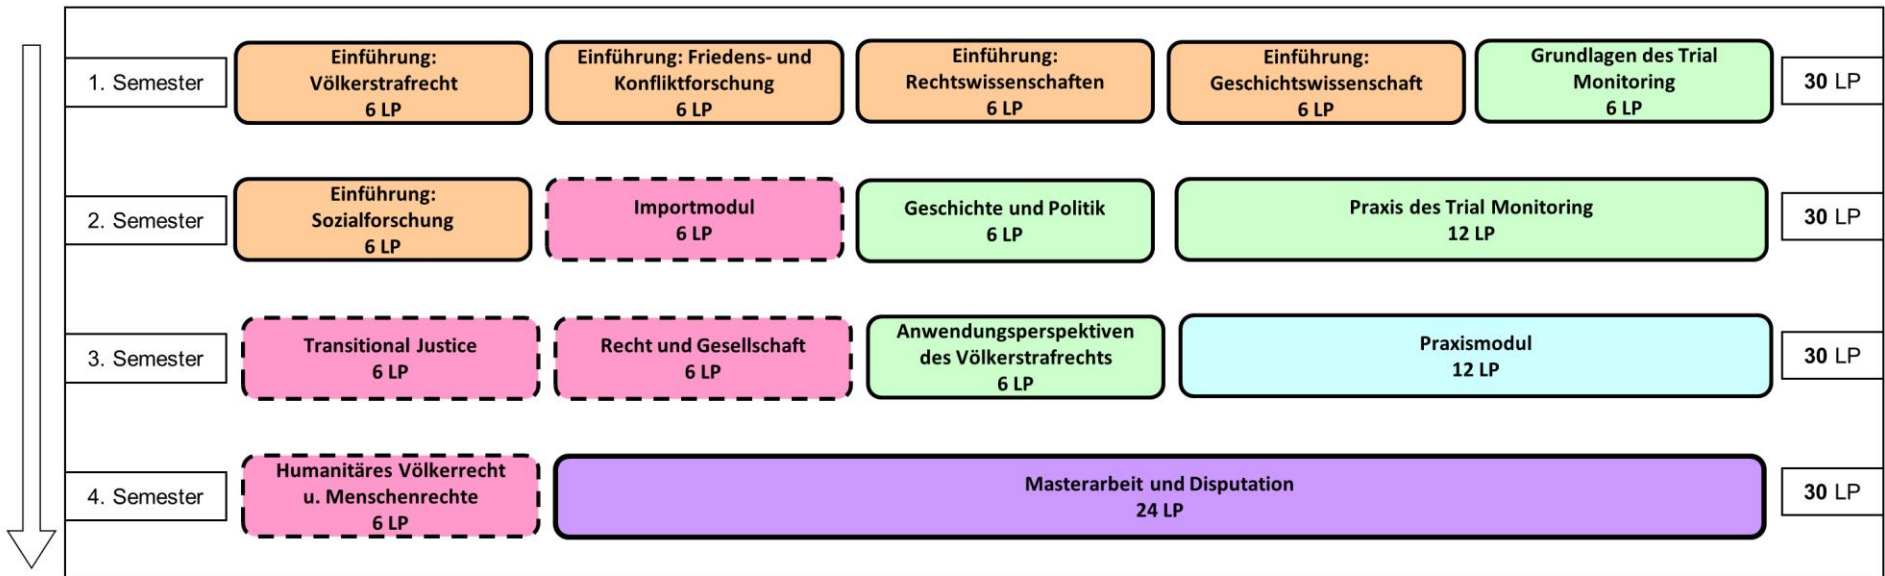 1. Semester
Einführung:
Völkerstrafrecht
6 LP
Einführung: Friedens- und
Konfliktforschung
6 LP
Einführung:
Rechtswissenschaften
6 LP
Einführung:
Geschichtswissenschaft
6 LP
Grundlagen des Trial
Monitoring
6 LP
30 LP
2. Semester
Einführung:
Sozialforschung
6 LP
Importmodul
6 LP
Geschichte und Politik
6 LP
Praxis des Trial Monitoring
12 LP
30 LP
3. Semester
Transitional Justice
6 LP
Recht und Gesellschaft
6 LP
Anwendungsperspektiven
des Völkerstrafrechts
6 LP
Praxismodul
12 LP
30 LP
4. Semester
Humanitäres Völkerrecht
u. Menschenrechte
6 LP
Masterarbeit und Disputation
24 LP
30 LP